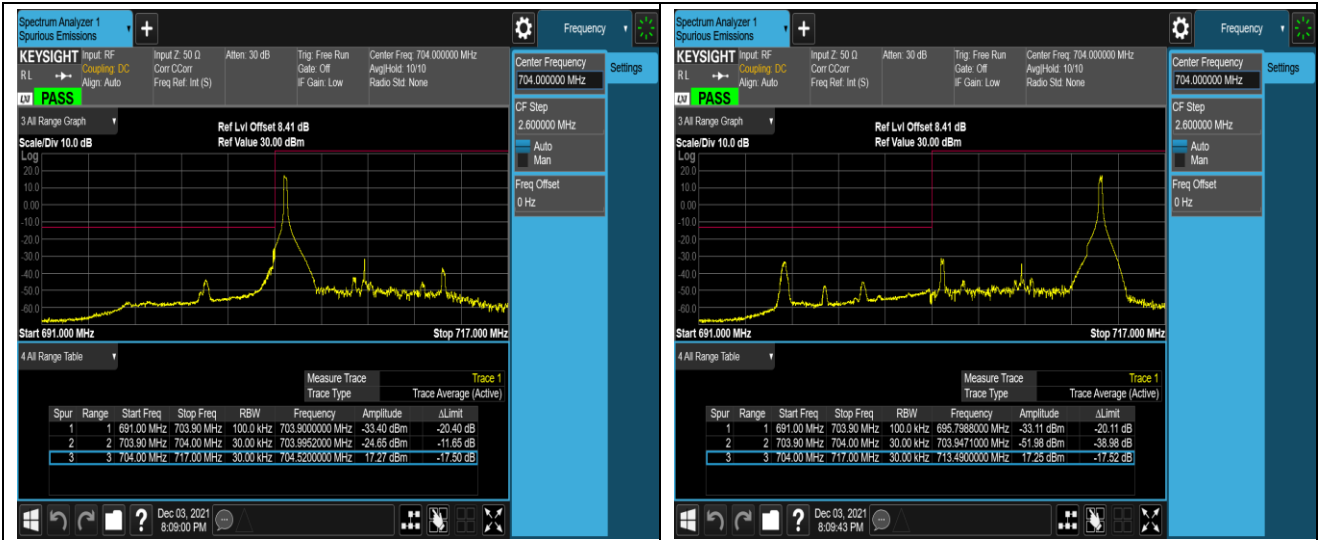 Spectrum Analyzer 1
Spurious Emissions
+
Frequency
KEYSIGHT Input: RF Input Z: 50 Ω Atten: 30 dB Trig: Free Run Center Freq: 704.000000 MHz
R L Coupling: DC Corr CCorr Gate: Off Avg|Hold: 10/10
Align: Auto Freq Ref: Int (S) IF Gain: Low Radio Std: None
LXI PASS
Center Frequency
704.000000 MHz
Settings
CF Step
2.600000 MHz
Auto
Man
Freq Offset
0 Hz
3 All Range Graph
Ref Lvl Offset 8.41 dB
Scale/Div 10.0 dB Ref Value 30.00 dBm
Log
20.0
10.0
0.00
-10.0
-20.0
-30.0
-40.0
-50.0
-60.0
Start 691.000 MHz Stop 717.000 MHz
4 All Range Table
Measure Trace Trace 1
Trace Type Trace Average (Active)
Spur Range Start Freq Stop Freq RBW Frequency Amplitude ΔLimit
1 1 691.00 MHz 703.90 MHz 100.0 kHz 703.9000000 MHz -33.40 dBm -20.40 dB
2 2 703.90 MHz 704.00 MHz 30.00 kHz 703.9952000 MHz -24.65 dBm -11.65 dB
3 3 704.00 MHz 717.00 MHz 30.00 kHz 704.5200000 MHz 17.27 dBm -17.50 dB
?
Dec 03, 2021
8:09:00 PM
Spectrum Analyzer 1
Spurious Emissions
+
Frequency
KEYSIGHT Input: RF Input Z: 50 Ω Atten: 30 dB Trig: Free Run Center Freq: 704.000000 MHz
R L Coupling: DC Corr CCorr Gate: Off Avg|Hold: 10/10
Align: Auto Freq Ref: Int (S) IF Gain: Low Radio Std: None
LXI PASS
Center Frequency
704.000000 MHz
Settings
CF Step
2.600000 MHz
Auto
Man
Freq Offset
0 Hz
3 All Range Graph
Ref Lvl Offset 8.41 dB
Scale/Div 10.0 dB Ref Value 30.00 dBm
Log
20.0
10.0
0.00
-10.0
-20.0
-30.0
-40.0
-50.0
-60.0
Start 691.000 MHz Stop 717.000 MHz
4 All Range Table
Measure Trace Trace 1
Trace Type Trace Average (Active)
Spur Range Start Freq Stop Freq RBW Frequency Amplitude ΔLimit
1 1 691.00 MHz 703.90 MHz 100.0 kHz 695.7988000 MHz -33.11 dBm -20.11 dB
2 2 703.90 MHz 704.00 MHz 30.00 kHz 703.9471000 MHz -51.98 dBm -38.98 dB
3 3 704.00 MHz 717.00 MHz 30.00 kHz 713.4900000 MHz 17.25 dBm -17.52 dB
?
Dec 03, 2021
8:09:43 PM